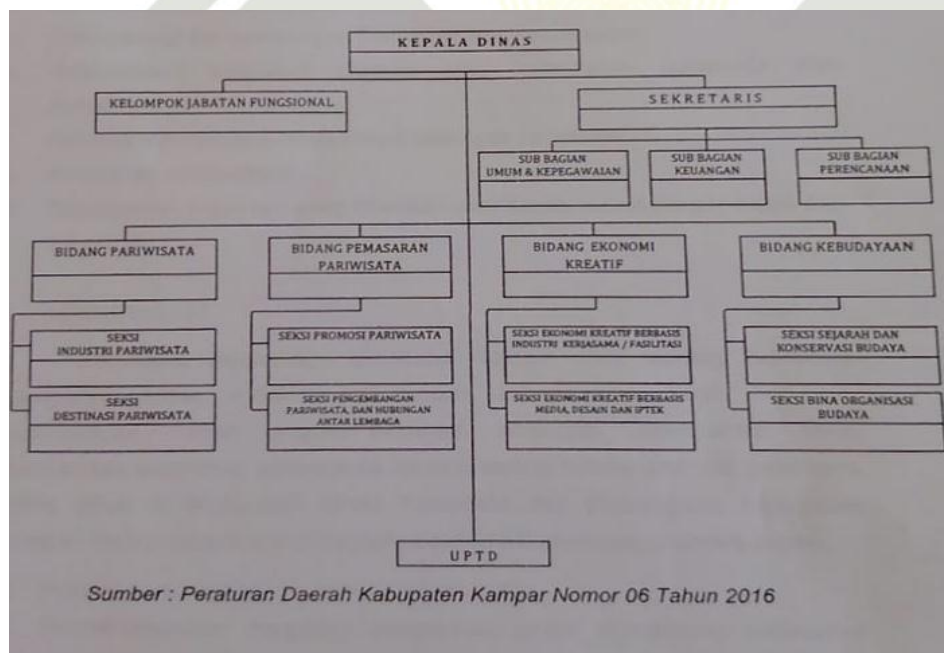 KEPALA DINAS
KELOMPOK JABATAN FUNGSIONAL
SEKRETARIS
SUB BAGIAN
UMUM & KEPEGAWAIAN
SUB BAGIAN
KEUANGAN
SUB BAGIAN
PERENCANAAN
BIDANG PARIWISATA
BIDANG PEMASARAN
PARIWISATA
BIDANG EKONOMI
KREATIF
BIDANG KEBUDAYAAN
SEKSI
INDUSTRI PARIWISATA
SEKSI PROMOSI PARIWISATA
SEKSI EKONOMI KREATIF BERBASIS
INDUSTRI KERJASAMA / FASILITASI
SEKSI SEJARAH DAN
KONSERVASI BUDAYA
SEKSI
DESTINASI PARIWISATA
SEKSI PENGEMBANGAN
PARIWISATA, DAN HUBUNGAN
ANTAR LEMBAGA
SEKSI EKONOMI KREATIF BERBASIS
MEDIA, DESAIN DAN IPTEK
SEKSI BINA ORGANISASI
BUDAYA
UPTD
Sumber : Peraturan Daerah Kabupaten Kampar Nomor 06 Tahun 2016